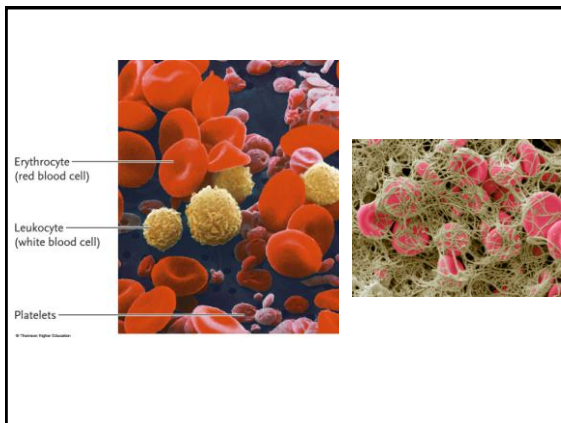 Erythrocyte
(red blood cell)
Leukocyte
(white blood cell)
Platelets
© Thomson Higher Education